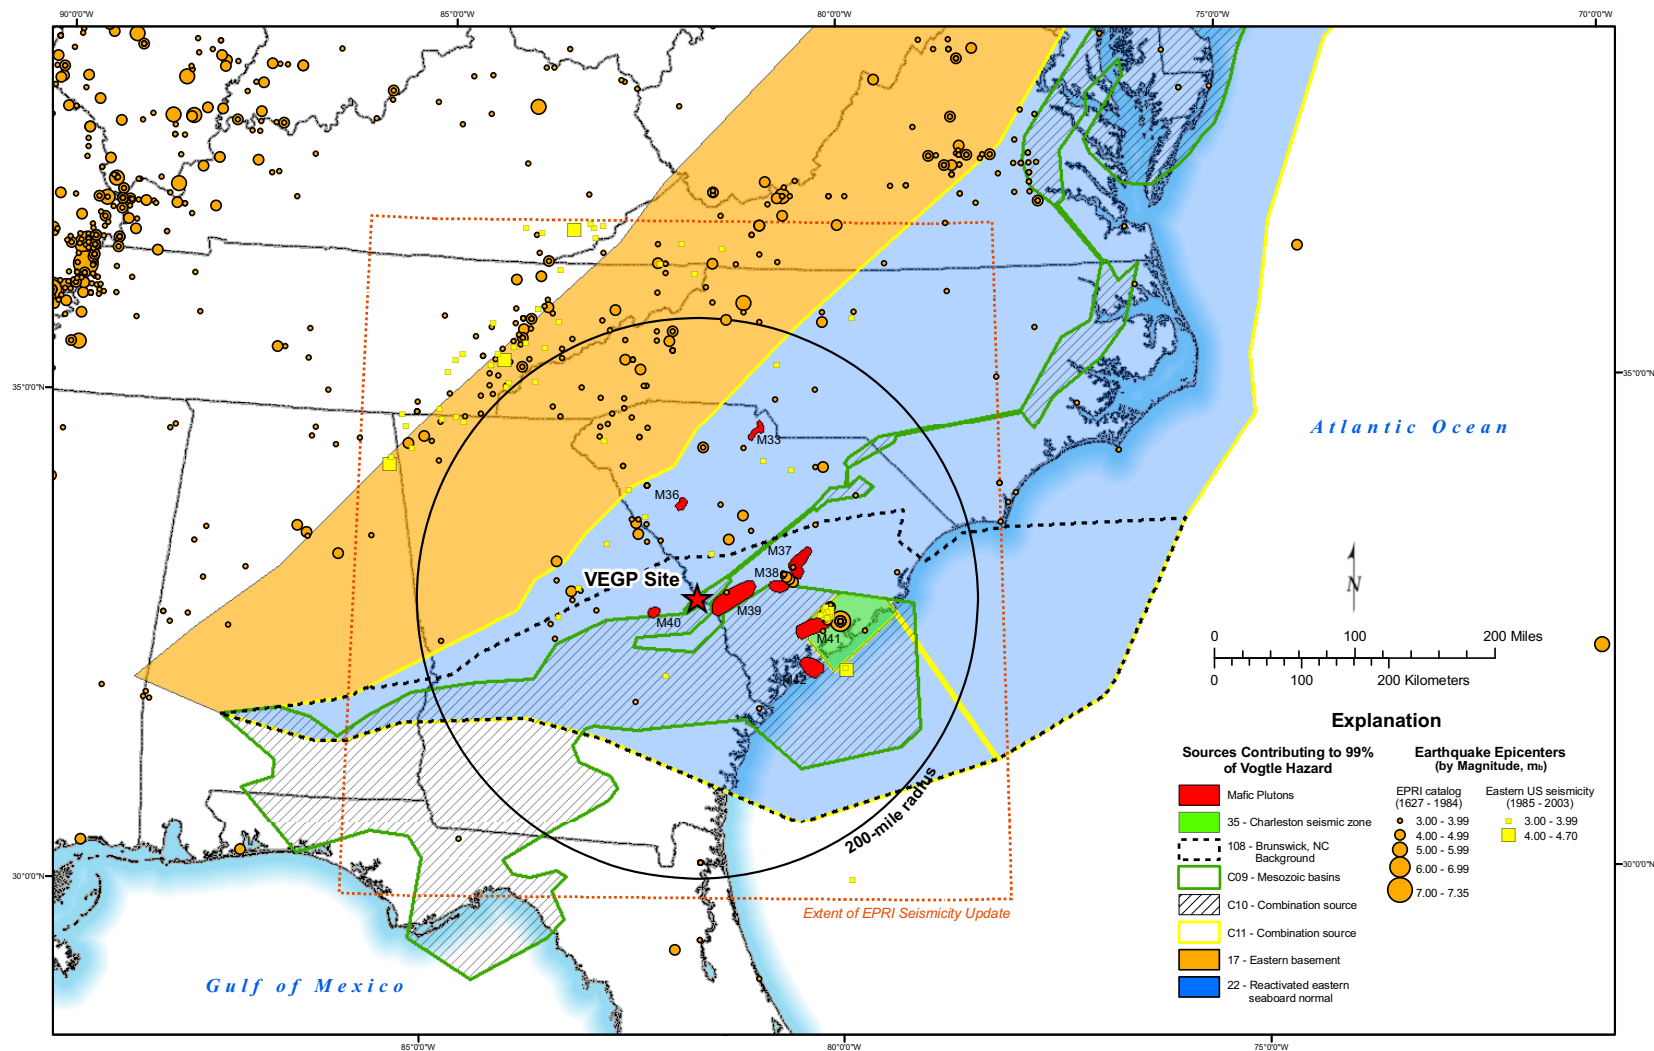 90°0'0"W
85°0'0"W
80°0'0"W
75°0'0"W
70°0'0"W
35°0'0"N
35°0'0"N
Atlantic Ocean
M33
M36
M37
M38
VEGP Site
M39
M40
M41
M42
N
0 100 200 Miles
0 100 200 Kilometers
200-mile radius
Extent of EPRI Seismicity Update
Gulf of Mexico
Explanation
Sources Contributing to 99%
of Vogtle Hazard
Mafic Plutons
35 - Charleston seismic zone
108 - Brunswick, NC
Background
C09 - Mesozoic basins
C10 - Combination source
C11 - Combination source
17 - Eastern basement
22 - Reactivated eastern
seaboard normal
Earthquake Epicenters
(by Magnitude, mb)
EPRI catalog
(1627 - 1984)
3.00 - 3.99
4.00 - 4.99
5.00 - 5.99
6.00 - 6.99
7.00 - 7.35
Eastern US seismicity
(1985 - 2003)
3.00 - 3.99
4.00 - 4.70
30°0'0"N
30°0'0"N
85°0'0"W
80°0'0"W
75°0'0"W